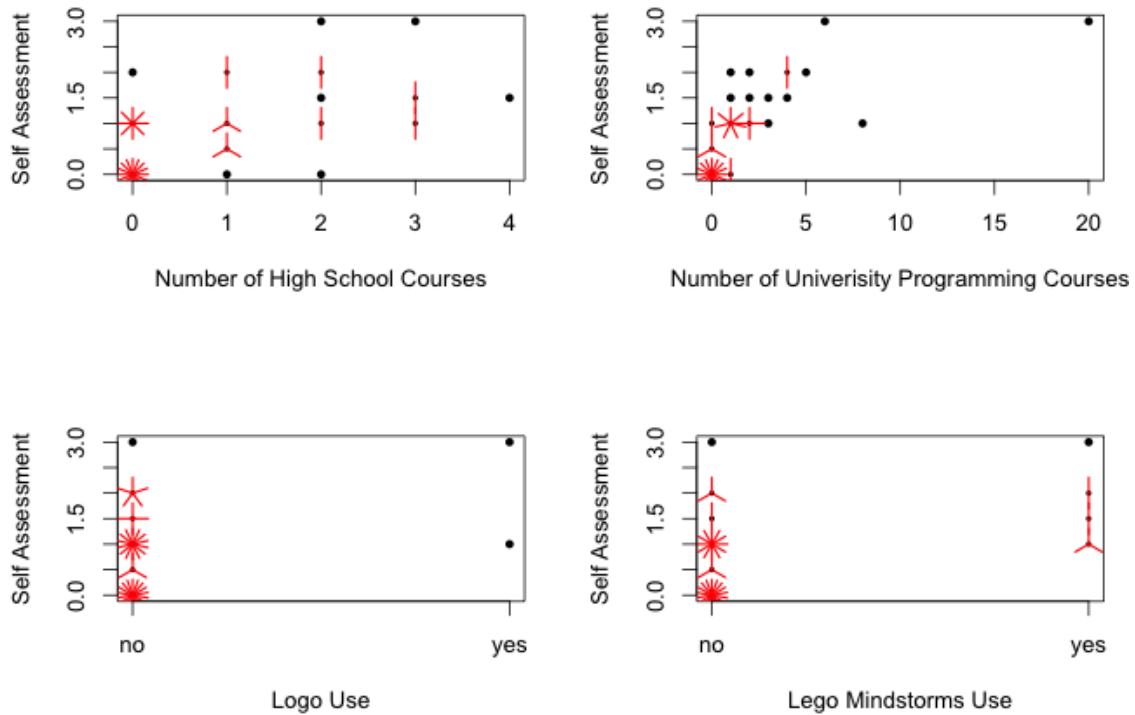 Self Assessment
3.0
1.5
0.0
0 1 2 3 4
Number of High School Courses
Self Assessment
3.0
1.5
0.0
0 5 10 15 20
Number of Univerisity Programming Courses
Self Assessment
3.0
1.5
0.0
no yes
Logo Use
Self Assessment
3.0
1.5
0.0
no yes
Lego Mindstorms Use